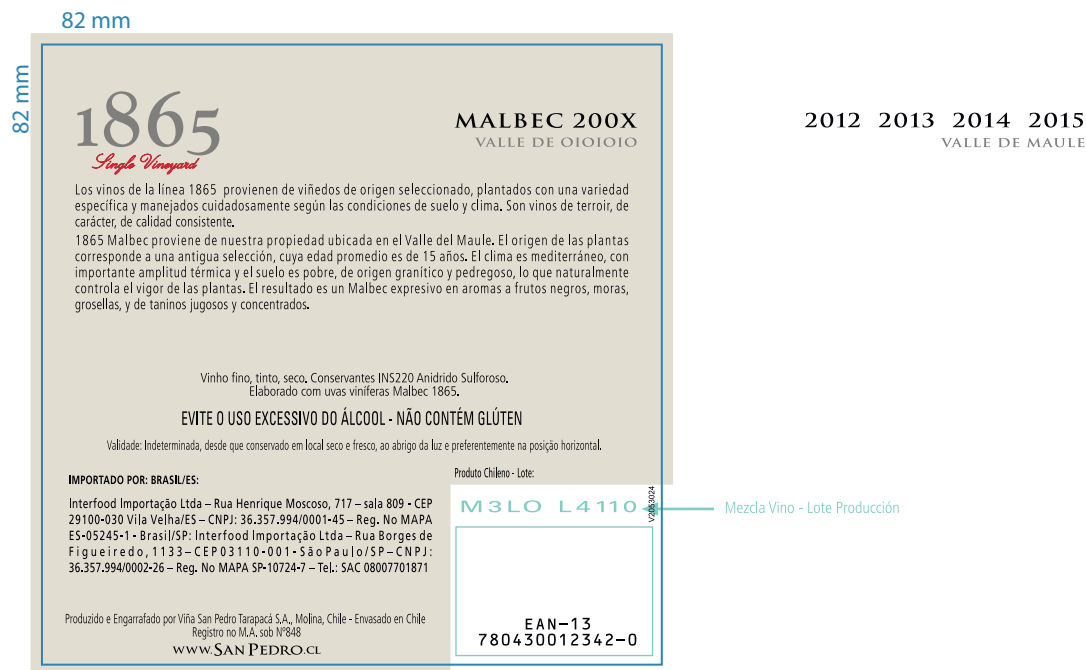 82 mm
82 mm
1865
Single Vineyard
MALBEC 200X
VALLE DE OIOIOIO
2012 2013 2014 2015
VALLE DE MAULE
Los vinos de la línea 1865 provienen de viñedos de origen seleccionado, plantados con una variedad
específica y manejados cuidadosamente según las condiciones de suelo y clima. Son vinos de terroir, de
carácter, de calidad consistente.
1865 Malbec proviene de nuestra propiedad ubicada en el Valle del Maule. El origen de las plantas
corresponde a una antigua selección, cuya edad promedio es de 15 años. El clima es mediterráneo, con
importante amplitud térmica y el suelo es pobre, de origen granítico y pedregoso, lo que naturalmente
controla el vigor de las plantas. El resultado es un Malbec expresivo en aromas a frutos negros, moras,
grosellas, y de taninos jugosos y concentrados.
Vinho fino, tinto, seco. Conservantes INS220 Anidrido Sulforoso.
Elaborado com uvas viníferas Malbec 1865.
EVITE O USO EXCESSIVO DO ÁLCOOL - NÃO CONTÉM GLÚTEN
Validade: Indeterminada, desde que conservado em local seco e fresco, ao abrigo da luz e preferentemente na posição horizontal.
IMPORTADO POR: BRASIL/ES:
Interfood Importação Ltda – Rua Henrique Moscoso, 717 – sala 809 - CEP
29100-030 Vila Velha/ES – CNPJ: 36.357.994/0001-45 – Reg. No MAPA
ES-05245-1 - Brasil/SP: Interfood Importação Ltda – Rua Borges de
Figueiredo, 1133 – CEP 03110-001 - São Paulo/SP – CNPJ:
36.357.994/0002-26 – Reg. No MAPA SP-10724-7 – Tel.: SAC 08007701871
Produzido e Engarrafado por Viña San Pedro Tarapacá S.A., Molina, Chile - Envasado en Chile
Registro no M.A. sob Nº848
www.San Pedro.cl
Produto Chileno - Lote:
M3LO L4110
V2053024
Mezcla Vino - Lote Producción
EAN-13
780430012342-0